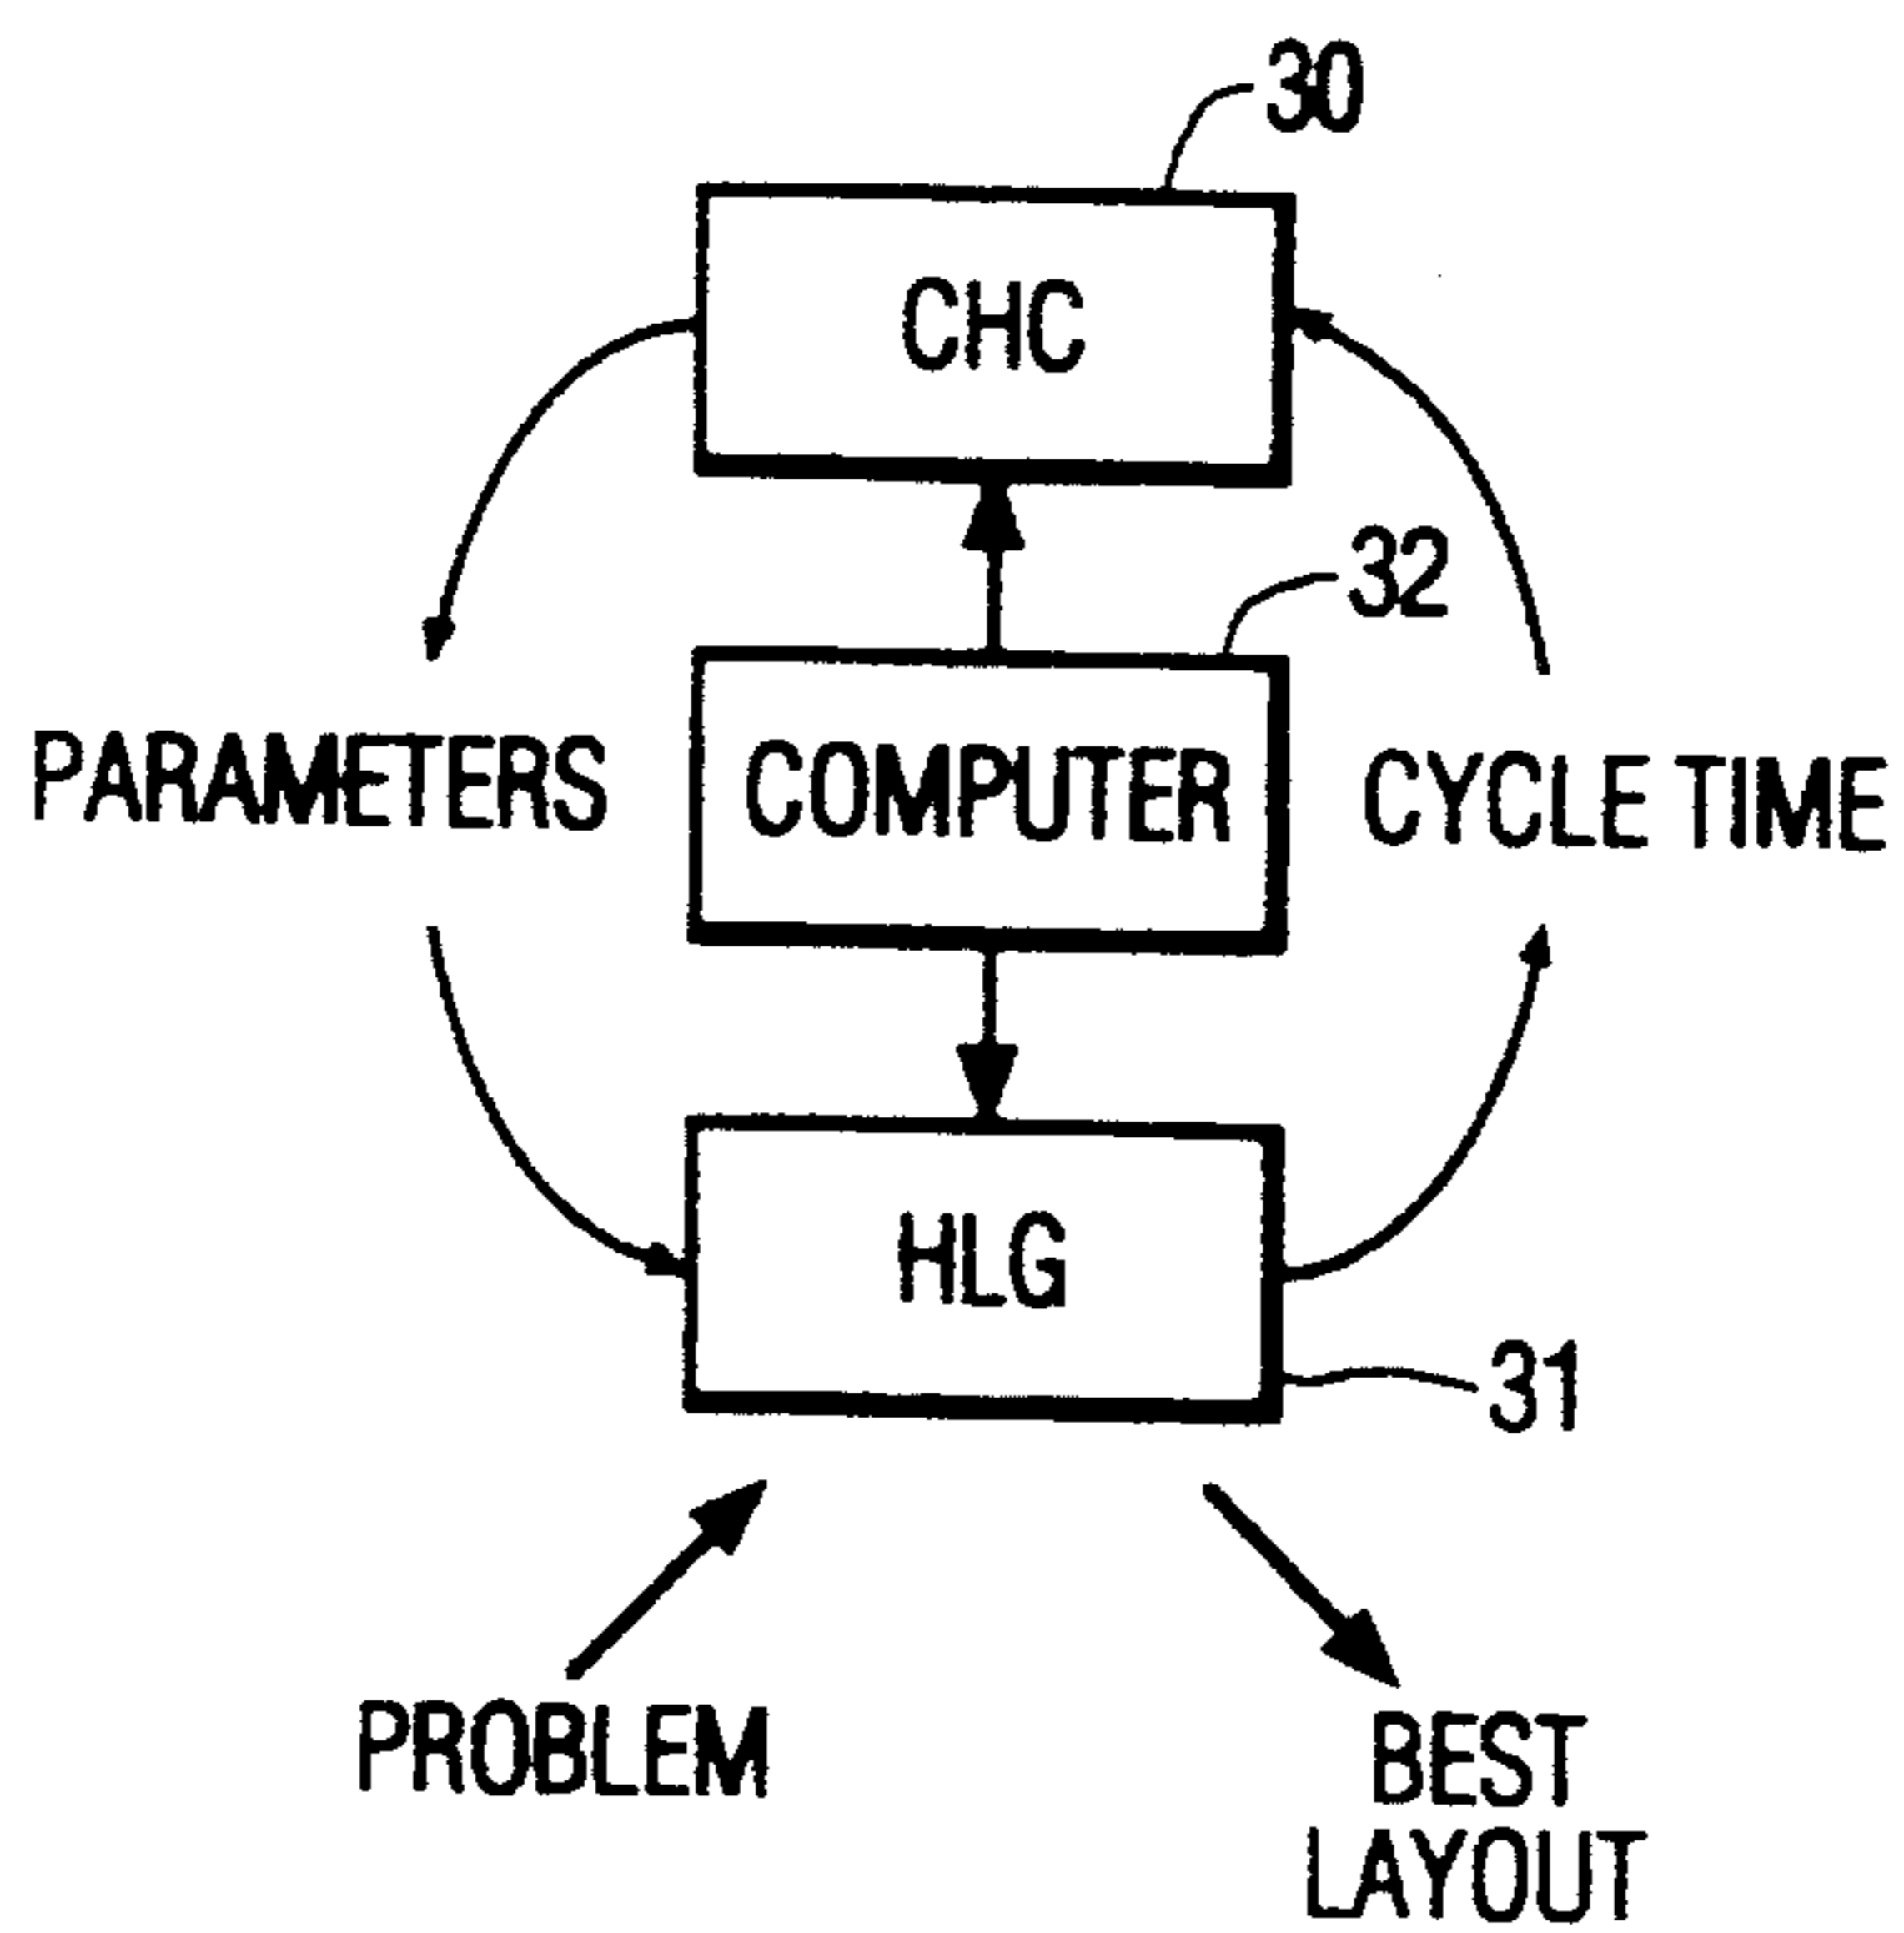 30
CHC
32
PARAMETERS
COMPUTER
CYCLE TIME
HLG
31
PROBLEM
BEST
LAYOUT